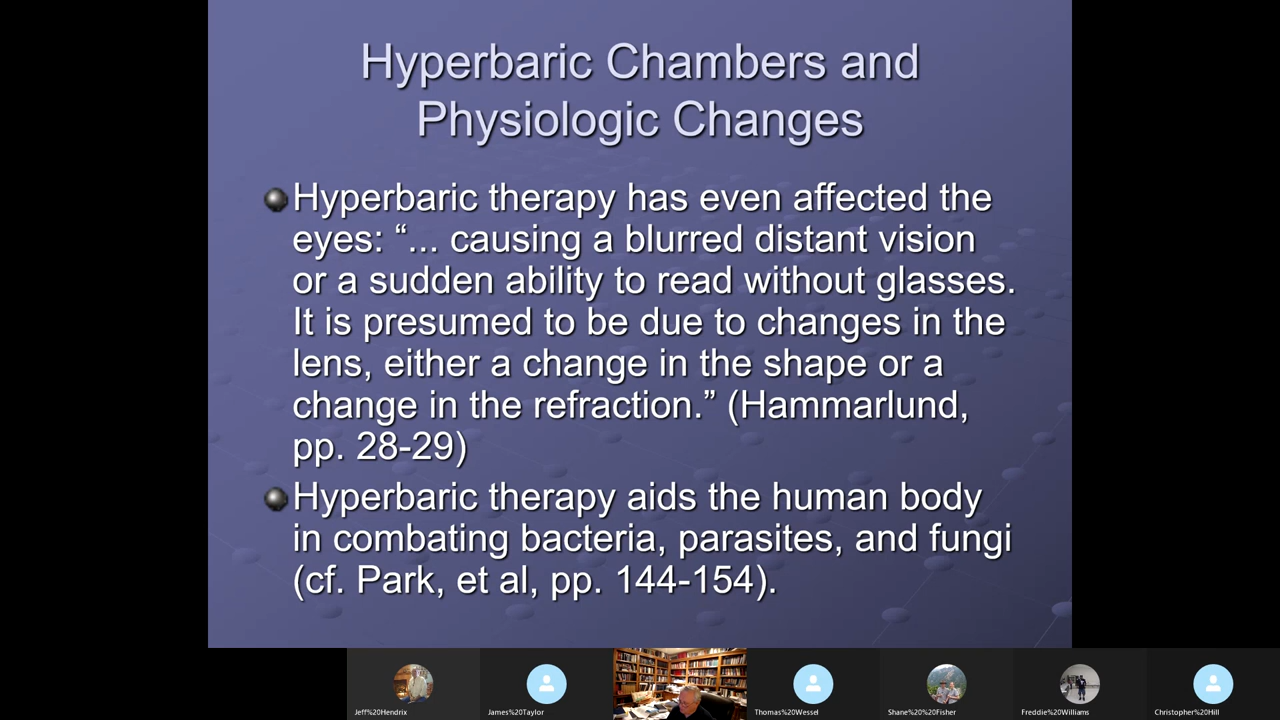 Hyperbaric Chambers and
Physiologic Changes
Hyperbaric therapy has even affected the
eyes: “... causing a blurred distant vision
or a sudden ability to read without glasses.
It is presumed to be due to changes in the
lens, either a change in the shape or a
change in the refraction.” (Hammarlund,
pp. 28-29)
Hyperbaric therapy aids the human body
in combating bacteria, parasites, and fungi
(cf. Park, et al, pp. 144-154).
Jeff%20Hendrix
James%20Taylor
Thomas%20Wessel
Shane%20%20Fisher
Freddie%20Williams
Christopher%20Hill